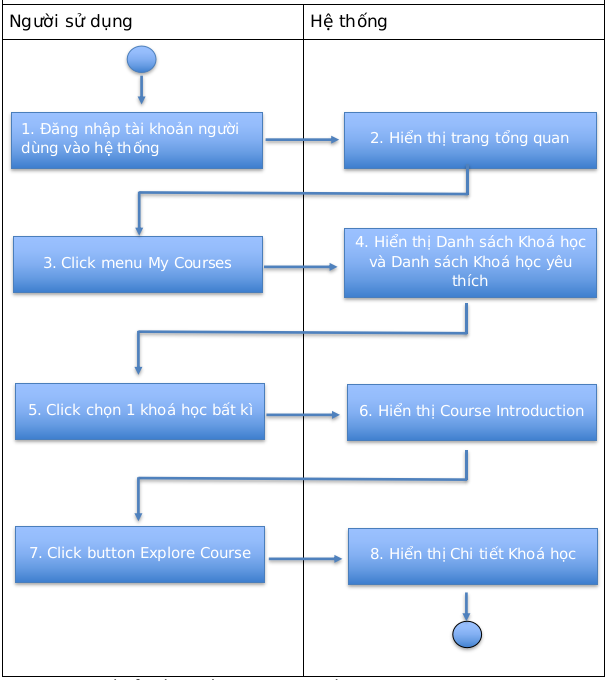 Người sử dụng
Hệ thống
1. Đăng nhập tài khoản người
dùng vào hệ thống
2. Hiển thị trang tổng quan
3. Click menu My Courses
4. Hiển thị Danh sách Khoá học
và Danh sách Khoá học yêu
thích
5. Click chọn 1 khoá học bất kì
6. Hiển thị Course Introduction
7. Click button Explore Course
8. Hiển thị Chi tiết Khoá học